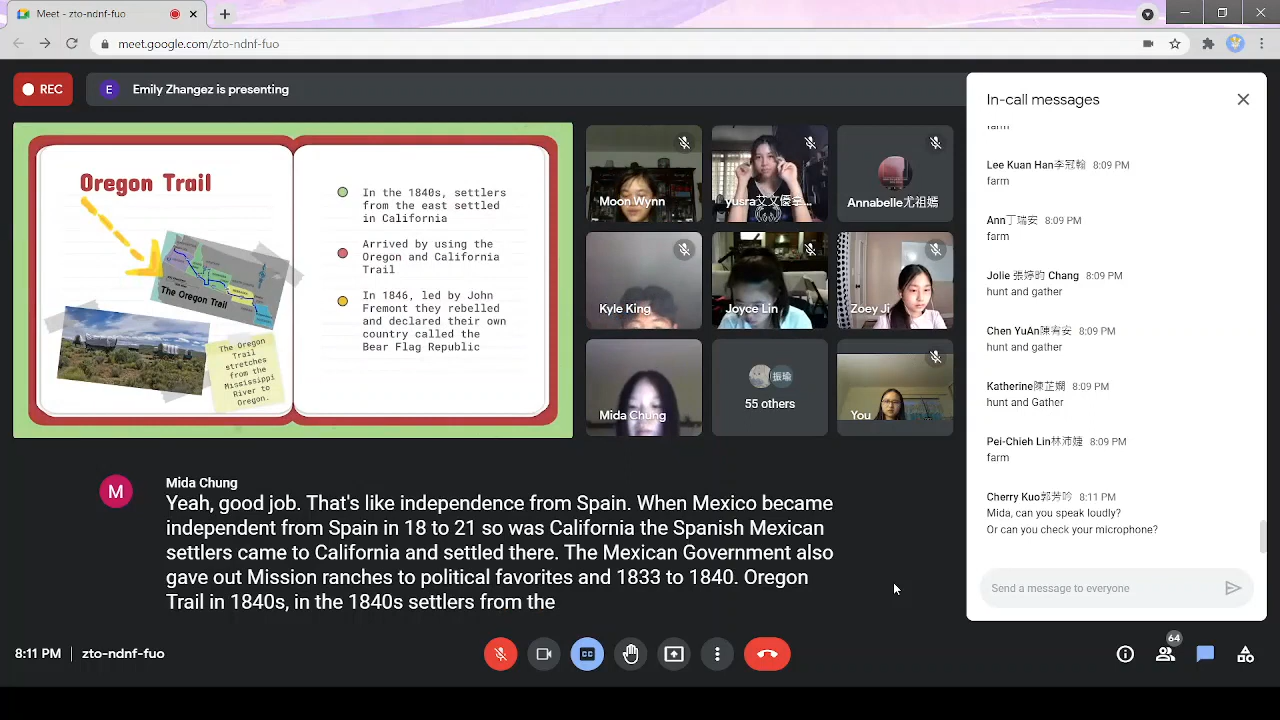 Meet - zto-ndnf-fuo
meet.google.com/zto-ndnf-fuo
REC
E
Emily Zhangez is presenting
Oregon Trail
The Oregon Trail
The Oregon
Trail
stretches
from the
Mississippi
River to
Oregon.
In the 1840s, settlers
from the east settled
in California
Arrived by using the
Oregon and California
Trail
In 1846, led by John
Fremont they rebelled
and declared their own
country called the
Bear Flag Republic
Moon Wynn
yusra艾文優
Annabelle尤祖嫣
Kyle King
Joyce Lin
Zoey Ji
Mida Chung
振瑜
55 others
You
In-call messages
farm
Lee Kuan Han李冠翰 8:09 PM
farm
Ann丁瑞安 8:09 PM
farm
Jolie 張婷昀 Chang 8:09 PM
hunt and gather
Chen YuAn陳宥安 8:09 PM
hunt and gather
Katherine陳芷嫻 8:09 PM
hunt and Gather
Pei-Chieh Lin林沛婕 8:09 PM
farm
Cherry Kuo郭芳吟 8:11 PM
Mida, can you speak loudly?
Or can you check your microphone?
Send a message to everyone
M
Mida Chung
Yeah, good job. That's like independence from Spain. When Mexico became
independent from Spain in 18 to 21 so was California the Spanish Mexican
settlers came to California and settled there. The Mexican Government also
gave out Mission ranches to political favorites and 1833 to 1840. Oregon
Trail in 1840s, in the 1840s settlers from the
8:11 PM | zto-ndnf-fuo
64